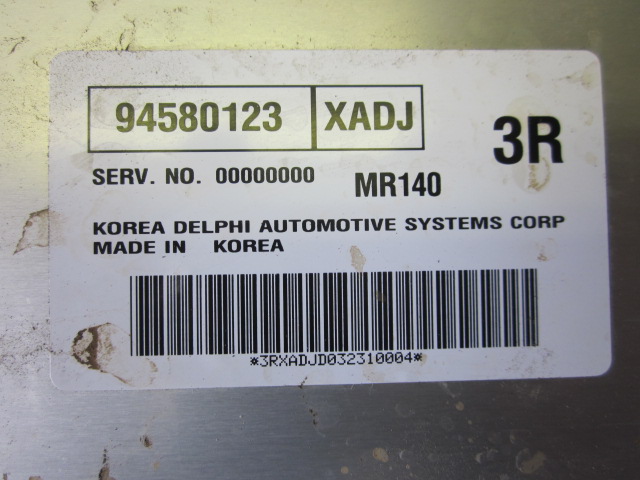 94580123 XADJ 3R
SERV. NO. 00000000 MR140
KOREA DELPHI AUTOMOTIVE SYSTEMS CORP
MADE IN KOREA
*3RXADJD032310004*